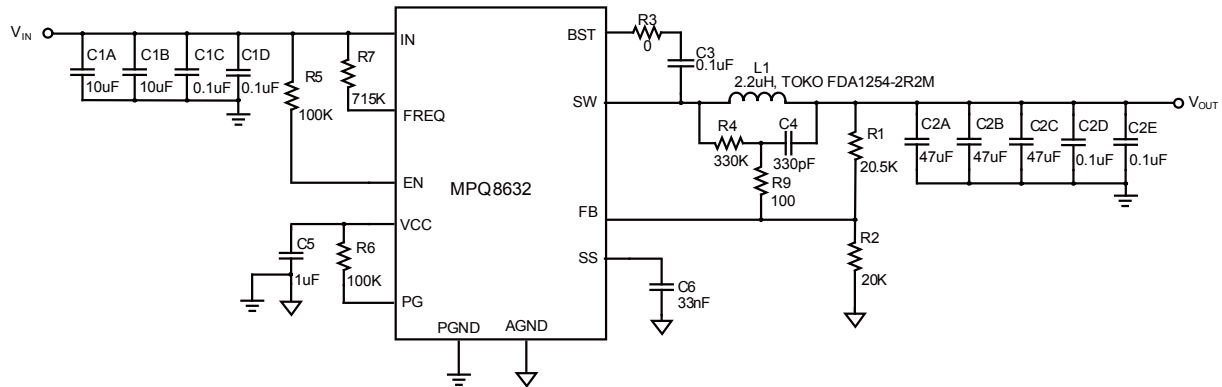 VIN
C1A
10uF
C1B
10uF
C1C
0.1uF
C1D
0.1uF
R5
100K
R7
715K
IN
FREQ
EN
VCC
PG
C5
1uF
R6
100K
MPQ8632
PGND
AGND
BST
SW
FB
SS
R3
0
C3
0.1uF
L1
2.2uH, TOKO FDA1254-2R2M
R4
330K
C4
330pF
R9
100
R1
20.5K
R2
20K
C6
33nF
C2A
47uF
C2B
47uF
C2C
47uF
C2D
0.1uF
C2E
0.1uF
VOUT